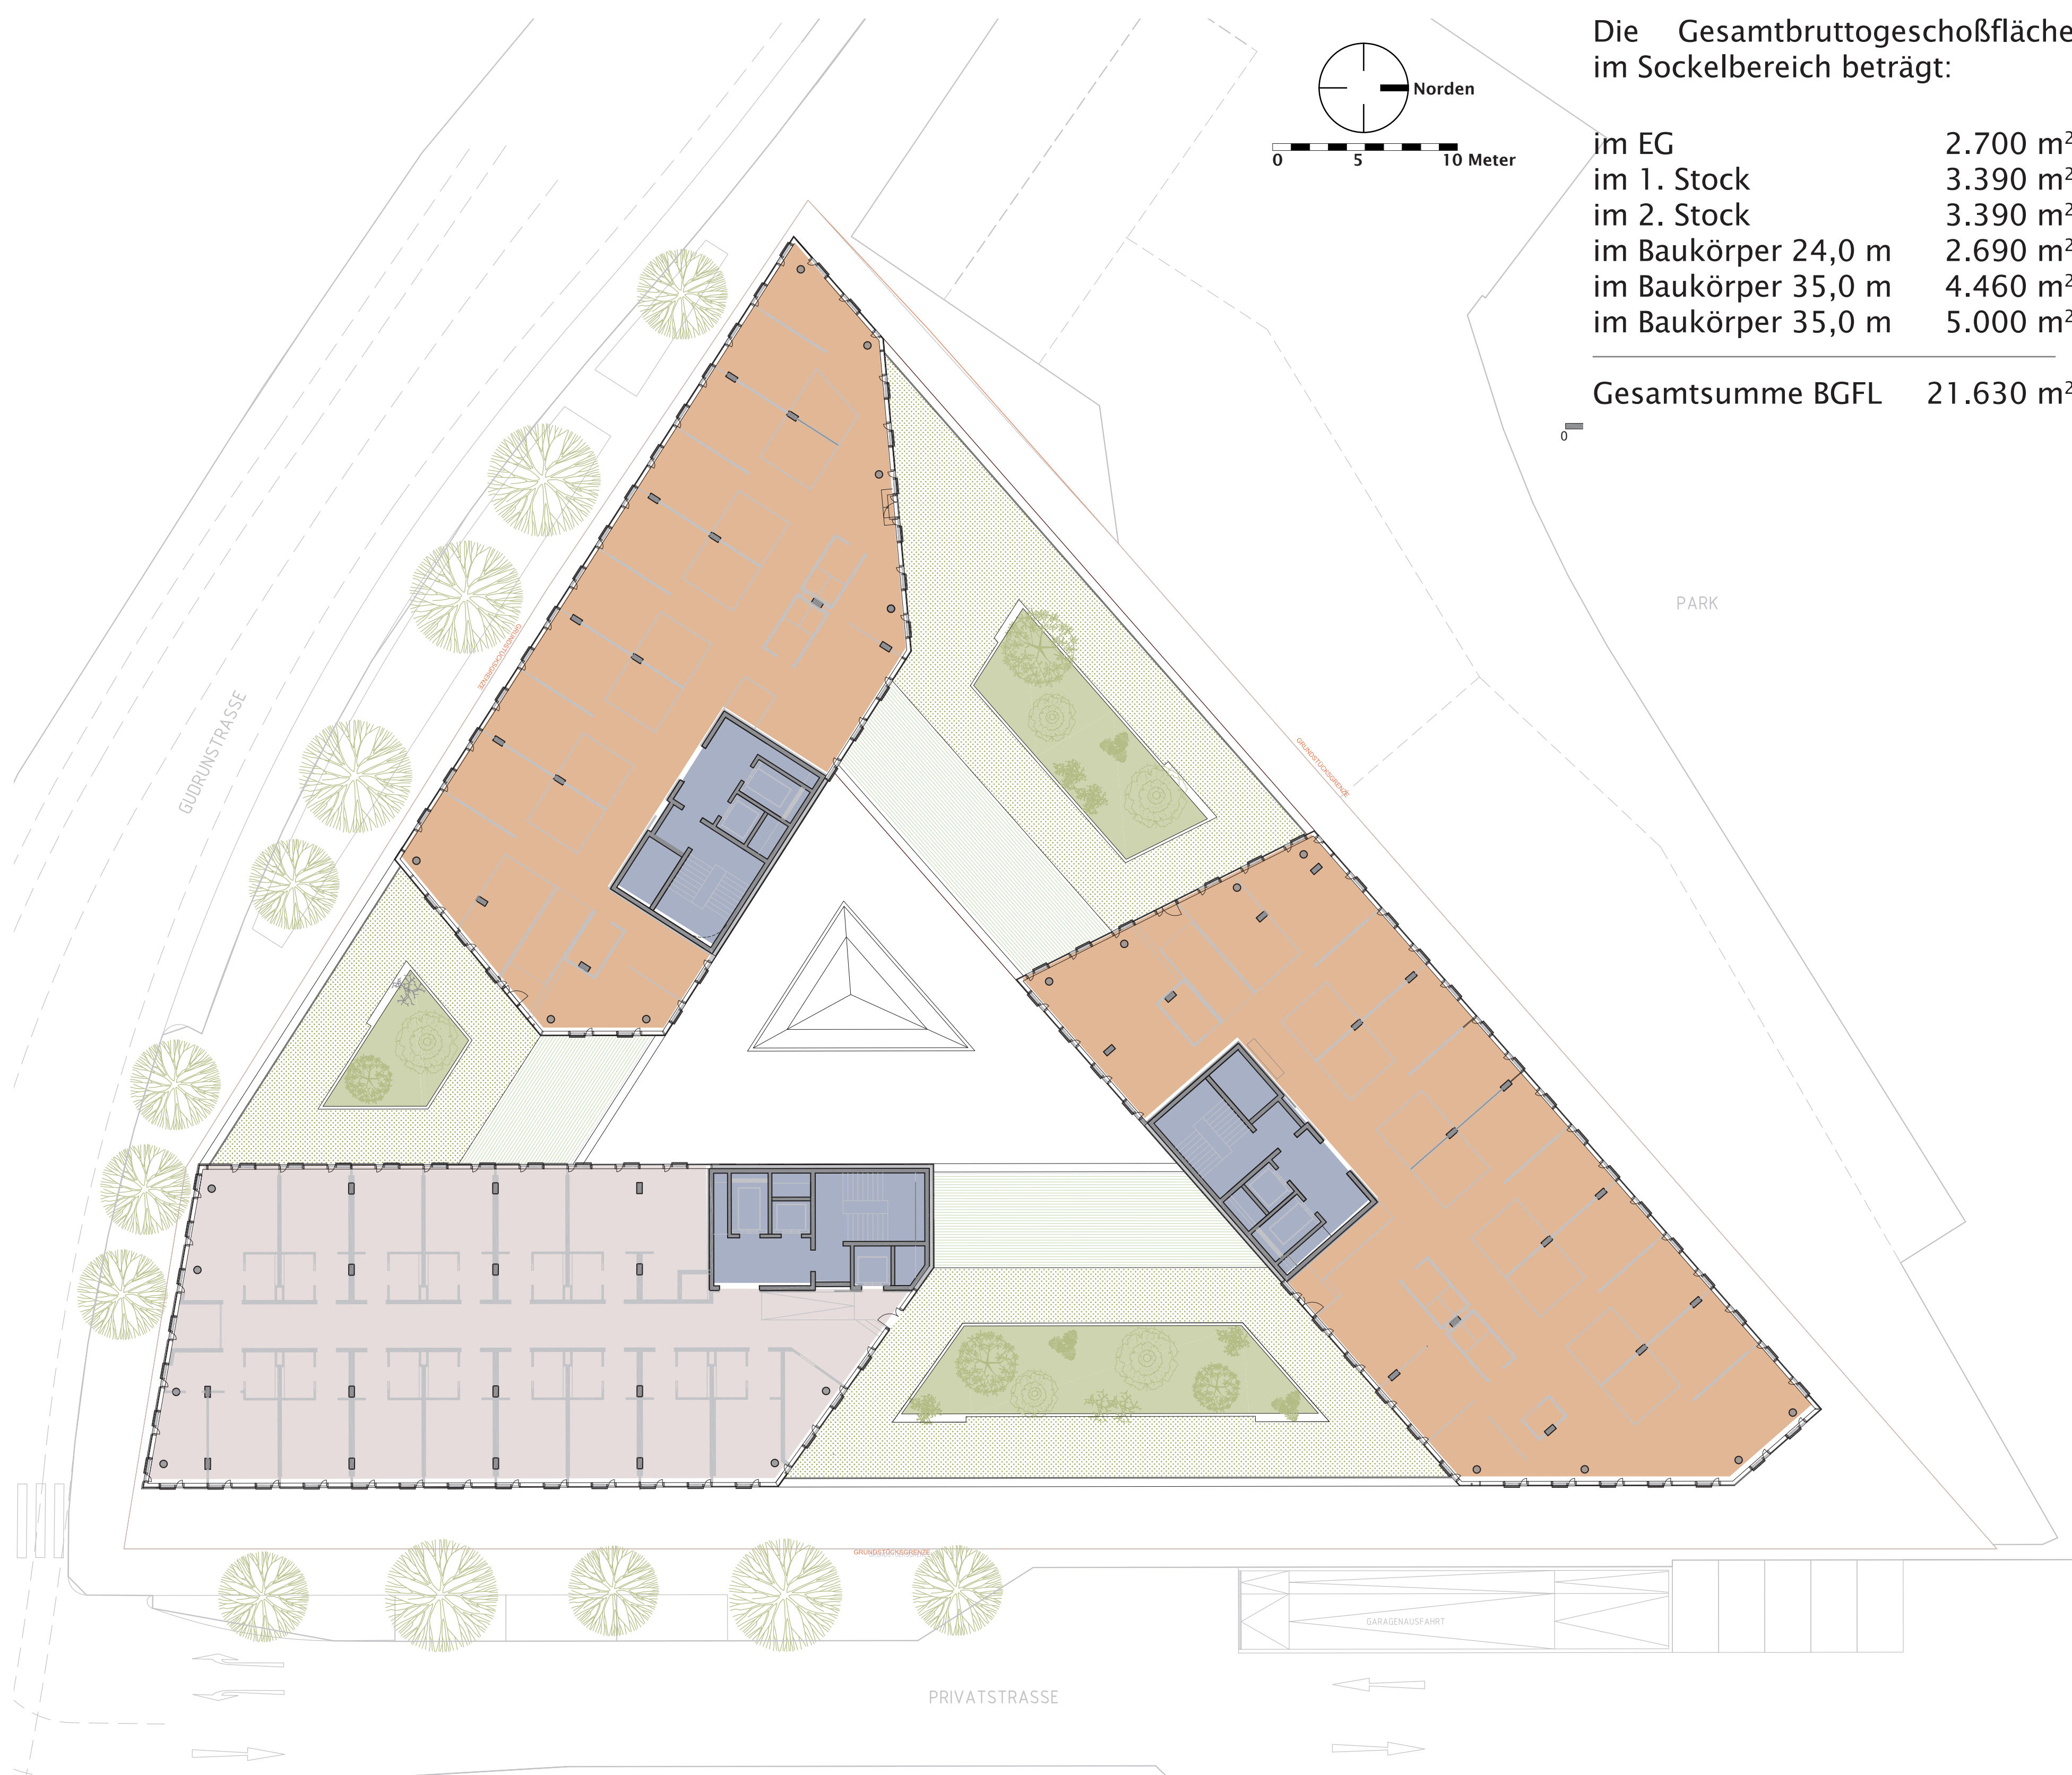 Die Gesamtbruttogeschoßfläche
im Sockelbereich beträgt:
im EG 2.700 m²
im 1. Stock 3.390 m²
im 2. Stock 3.390 m²
im Baukörper 24,0 m 2.690 m²
im Baukörper 35,0 m 4.460 m²
im Baukörper 35,0 m 5.000 m²
Gesamtsumme BGFL 21.630 m²
0
Norden
0 5 10 Meter
PARK
GUDRUNSTRASSE
GRUNDSTÜCKSGRENZE
GRUNDSTÜCKSGRENZE
GRUNDSTÜCKSGRENZE
GARAGENAUSFAHRT
PRIVATSTRASSE